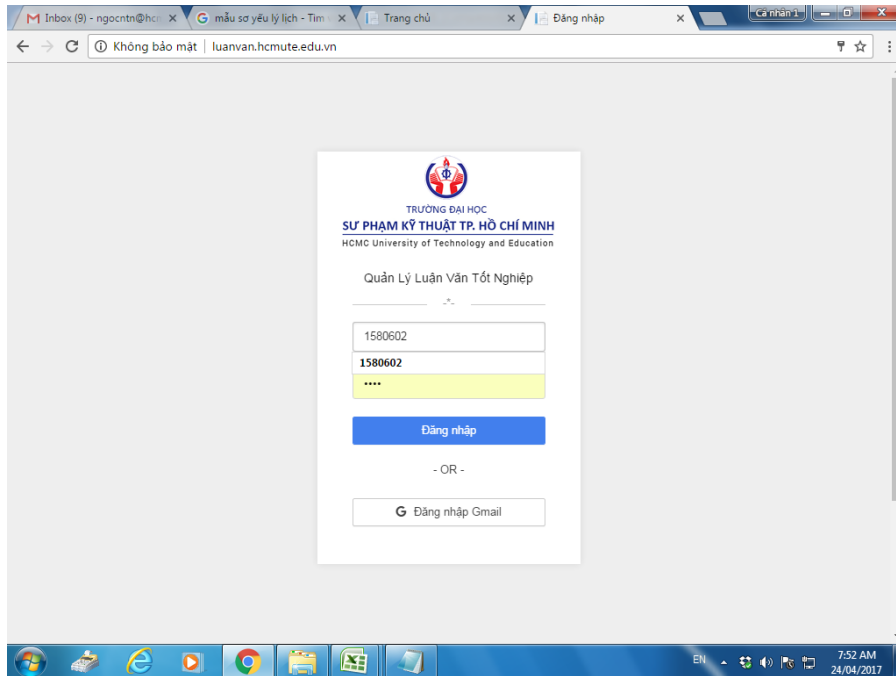 Inbox (9) - ngocntn@hcm
mẫu sơ yếu lý lịch - Tìm
Trang chủ
Đăng nhập
Cá nhân 1
Không bảo mật | luanvan.hcmute.edu.vn
TRƯỜNG ĐẠI HỌC
SƯ PHẠM KỸ THUẬT TP. HỒ CHÍ MINH
HCMC University of Technology and Education
Quản Lý Luận Văn Tốt Nghiệp
-*-
1580602
1580602
••••
Đăng nhập
- OR -
G Đăng nhập Gmail
EN
7:52 AM
24/04/2017